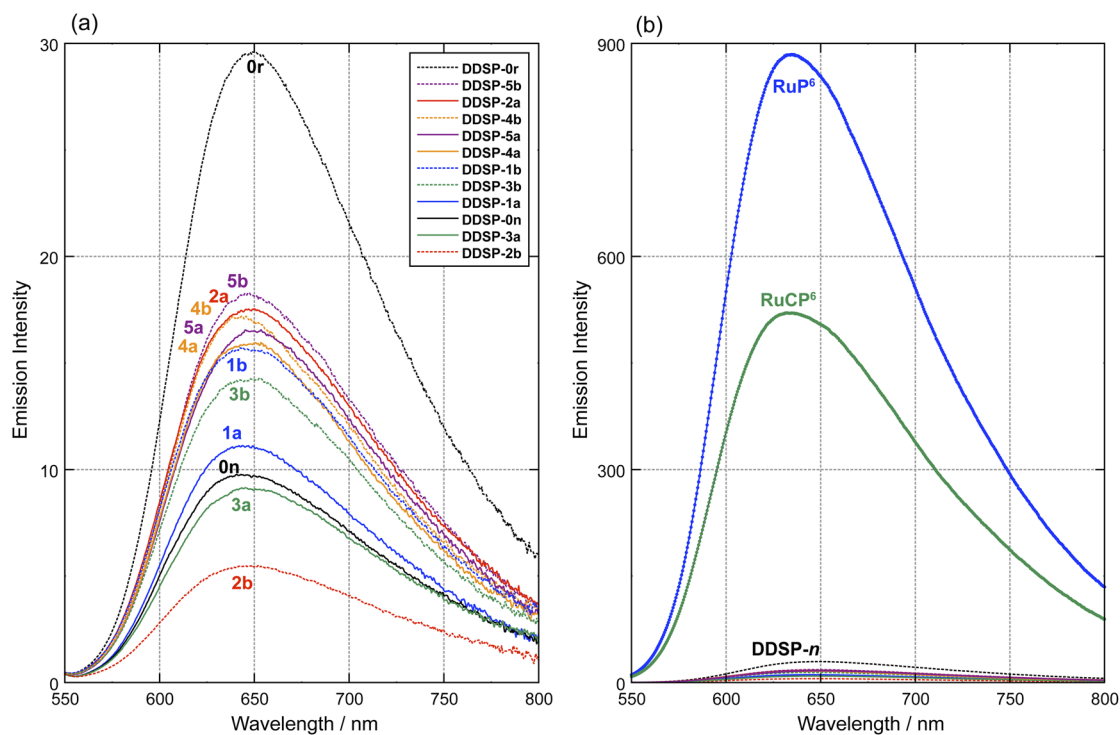 (a)
30
20
10
0
550
600
650
700
750
800
Emission Intensity
Wavelength / nm
0r
5b
2a
4b
5a
4a
1b
3b
1a
0n
3a
2b
DDSP-0r
DDSP-5b
DDSP-2a
DDSP-4b
DDSP-5a
DDSP-4a
DDSP-1b
DDSP-3b
DDSP-1a
DDSP-0n
DDSP-3a
DDSP-2b
(b)
900
600
300
0
550
600
650
700
750
800
Emission Intensity
Wavelength / nm
RuP⁶
RuCP⁶
DDSP-n